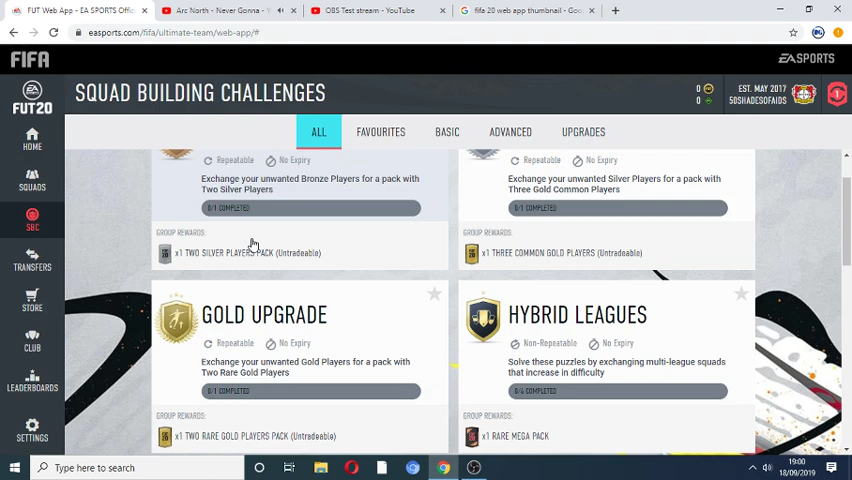 FUT Web App - EA SPORTS Offic
Arc North - Never Gonna - Y
OBS Test stream - YouTube
fifa 20 web app thumbnail - Goo
easports.com/fifa/ultimate-team/web-app/#
FIFA
EA SPORTS
FUT20
SQUAD BUILDING CHALLENGES
0
0
EST. MAY 2017
5OSHADESOFAIDS
1
ALL
FAVOURITES
BASIC
ADVANCED
UPGRADES
HOME
SQUADS
SBC
TRANSFERS
STORE
CLUB
LEADERBOARDS
SETTINGS
Repeatable
No Expiry
Exchange your unwanted Bronze Players for a pack with
Two Silver Players
0/1 COMPLETED
GROUP REWARDS:
x1 TWO SILVER PLAYERS PACK (Untradeable)
Repeatable
No Expiry
Exchange your unwanted Silver Players for a pack with
Three Gold Common Players
0/1 COMPLETED
GROUP REWARDS:
x1 THREE COMMON GOLD PLAYERS (Untradeable)
GOLD UPGRADE
Repeatable
No Expiry
Exchange your unwanted Gold Players for a pack with
Two Rare Gold Players
0/1 COMPLETED
GROUP REWARDS:
x1 TWO RARE GOLD PLAYERS PACK (Untradeable)
HYBRID LEAGUES
Non-Repeatable
No Expiry
Solve these puzzles by exchanging multi-league squads
that increase in difficulty
0/4 COMPLETED
GROUP REWARDS:
x1 RARE MEGA PACK
Type here to search
19:00
18/09/2019